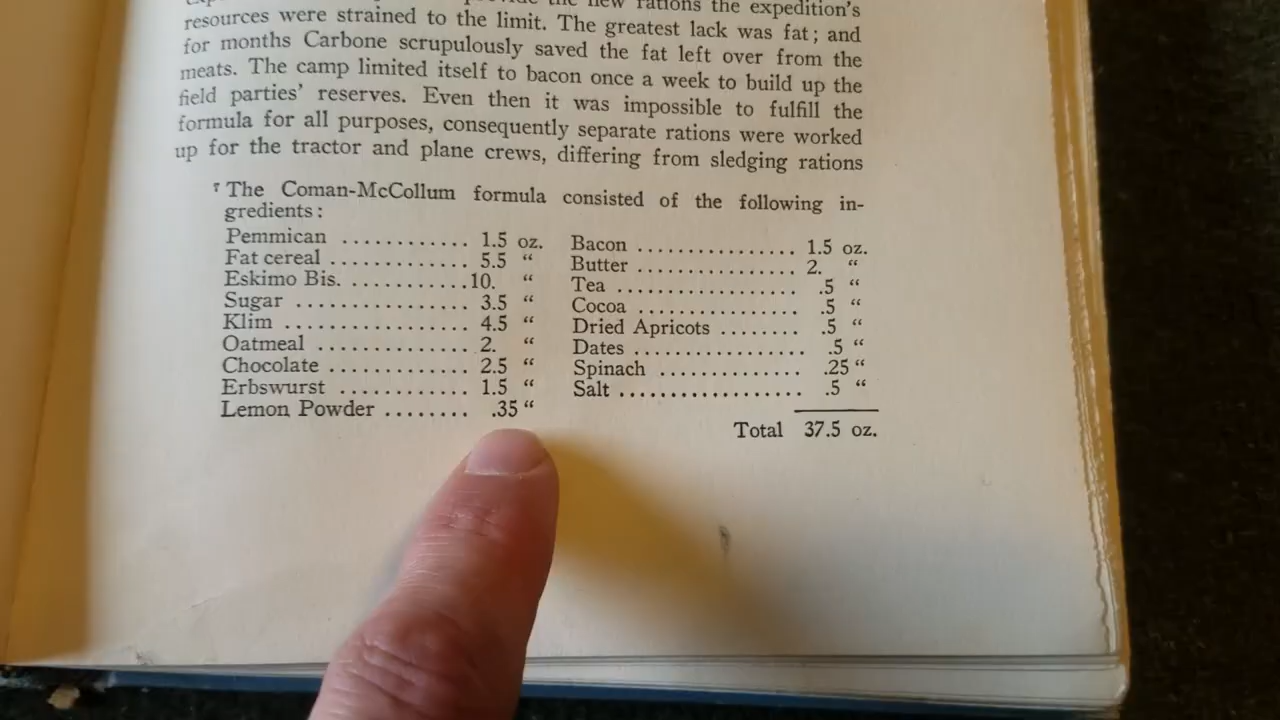 the new rations the expedition's
resources were strained to the limit. The greatest lack was fat; and
for months Carbone scrupulously saved the fat left over from the
meats. The camp limited itself to bacon once a week to build up the
field parties' reserves. Even then it was impossible to fulfill the
formula for all purposes, consequently separate rations were worked
up for the tractor and plane crews, differing from sledging rations
The Coman-McCollum formula consisted of the following in-
gredients:
Pemmican ............ 1.5 oz.
Fat cereal ............. 5.5 “
Eskimo Bis. ............10. “
Sugar ................ 3.5 “
Klim ................. 4.5 “
Oatmeal .............. 2. “
Chocolate ............. 2.5 “
Erbswurst ............ 1.5 “
Lemon Powder ........ .35 “
Bacon ............... 1.5 oz.
Butter ................ 2. “
Tea .................. .5 “
Cocoa ................ .5 “
Dried Apricots ........ .5 “
Dates ................. .5 “
Spinach .............. .25 “
Salt .................. .5 “
Total 37.5 oz.